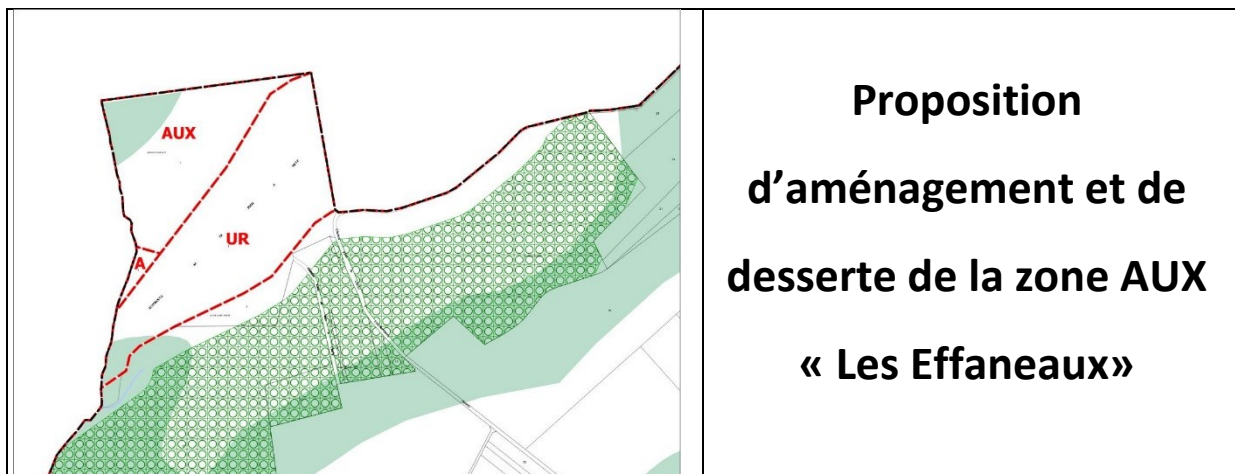 AUX
UR
A
Proposition
d’aménagement et de
desserte de la zone AUX
« Les Effaneaux»